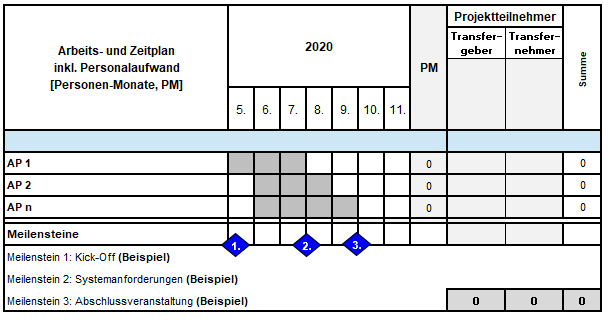 Arbeits- und Zeitplan
inkl. Personalaufwand
[Personen-Monate, PM]
2020
PM
Projektteilnehmer
Transfer-
geber
Transfer-
nehmer
Summe
5. 6. 7. 8. 9. 10. 11.
AP 1 0 0
AP 2 0 0
AP n 0 0
Meilensteine
1. 2. 3.
Meilenstein 1: Kick-Off (Beispiel)
Meilenstein 2: Systemanforderungen (Beispiel)
Meilenstein 3: Abschlussveranstaltung (Beispiel) 0 0 0